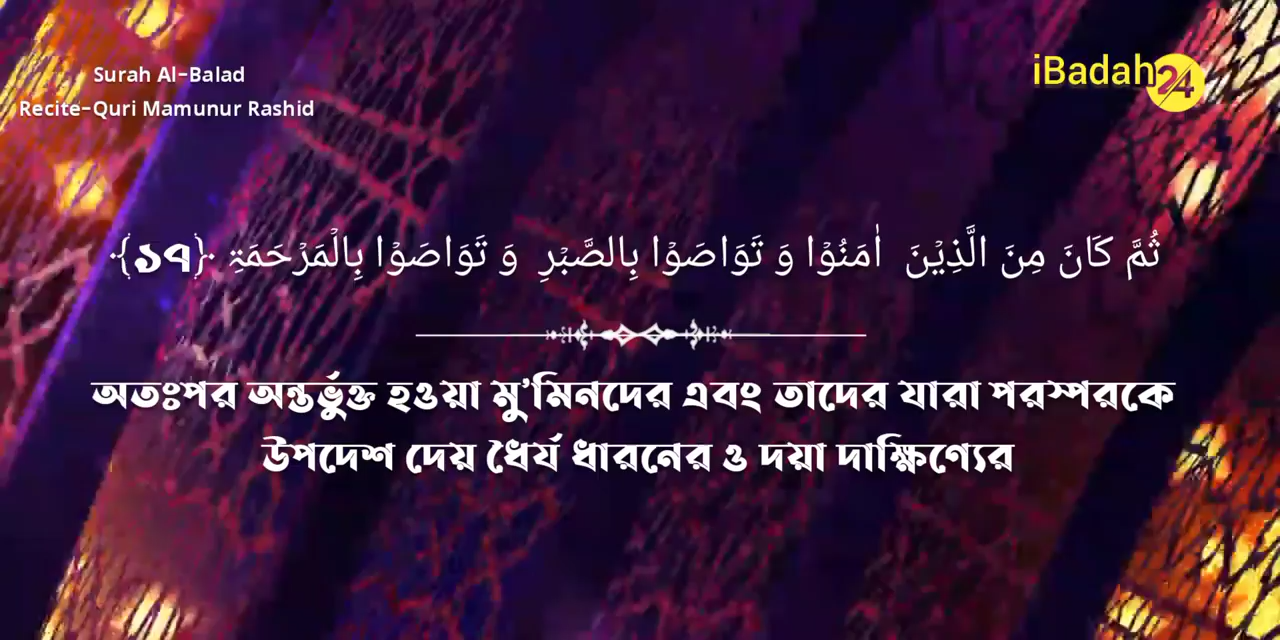 Surah Al-Balad
Recite-Quri Mamunur Rashid
iBadah24
ثُمَّ كَانَ مِنَ الَّذِيْنَ اٰمَنُوْا وَ تَوَاصَوْا بِالصَّبْرِ وَ تَوَاصَوْا بِالْمَرْحَمَۃِ ﴿১৭﴾
অতঃপর অন্তর্ভুক্ত হওয়া মু’মিনদের এবং তাদের যারা পরস্পরকে
উপদেশ দেয় ধৈর্য ধারনের ও দয়া দাক্ষিণ্যের